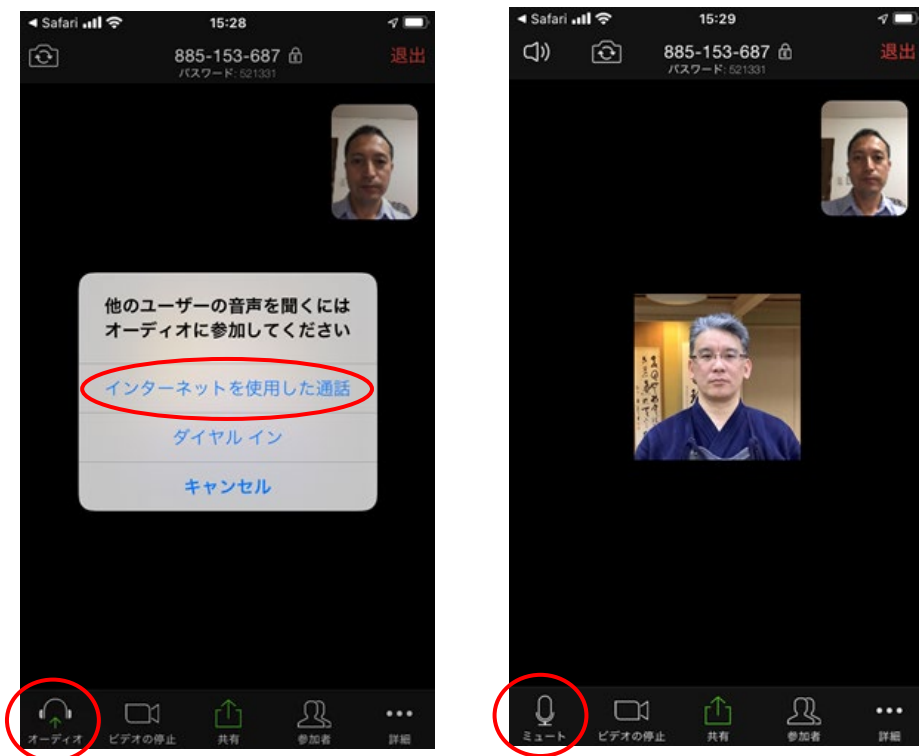 Safari
15:28
885-153-687
退出
パスワード: 521331
他のユーザーの音声を聞くには
オーディオに参加してください
インターネットを使用した通話
ダイヤル イン
キャンセル
オーディオ
ビデオの停止
共有
参加者
詳細
Safari
15:29
885-153-687
退出
パスワード: 521331
ミュート
ビデオの停止
共有
参加者
詳細